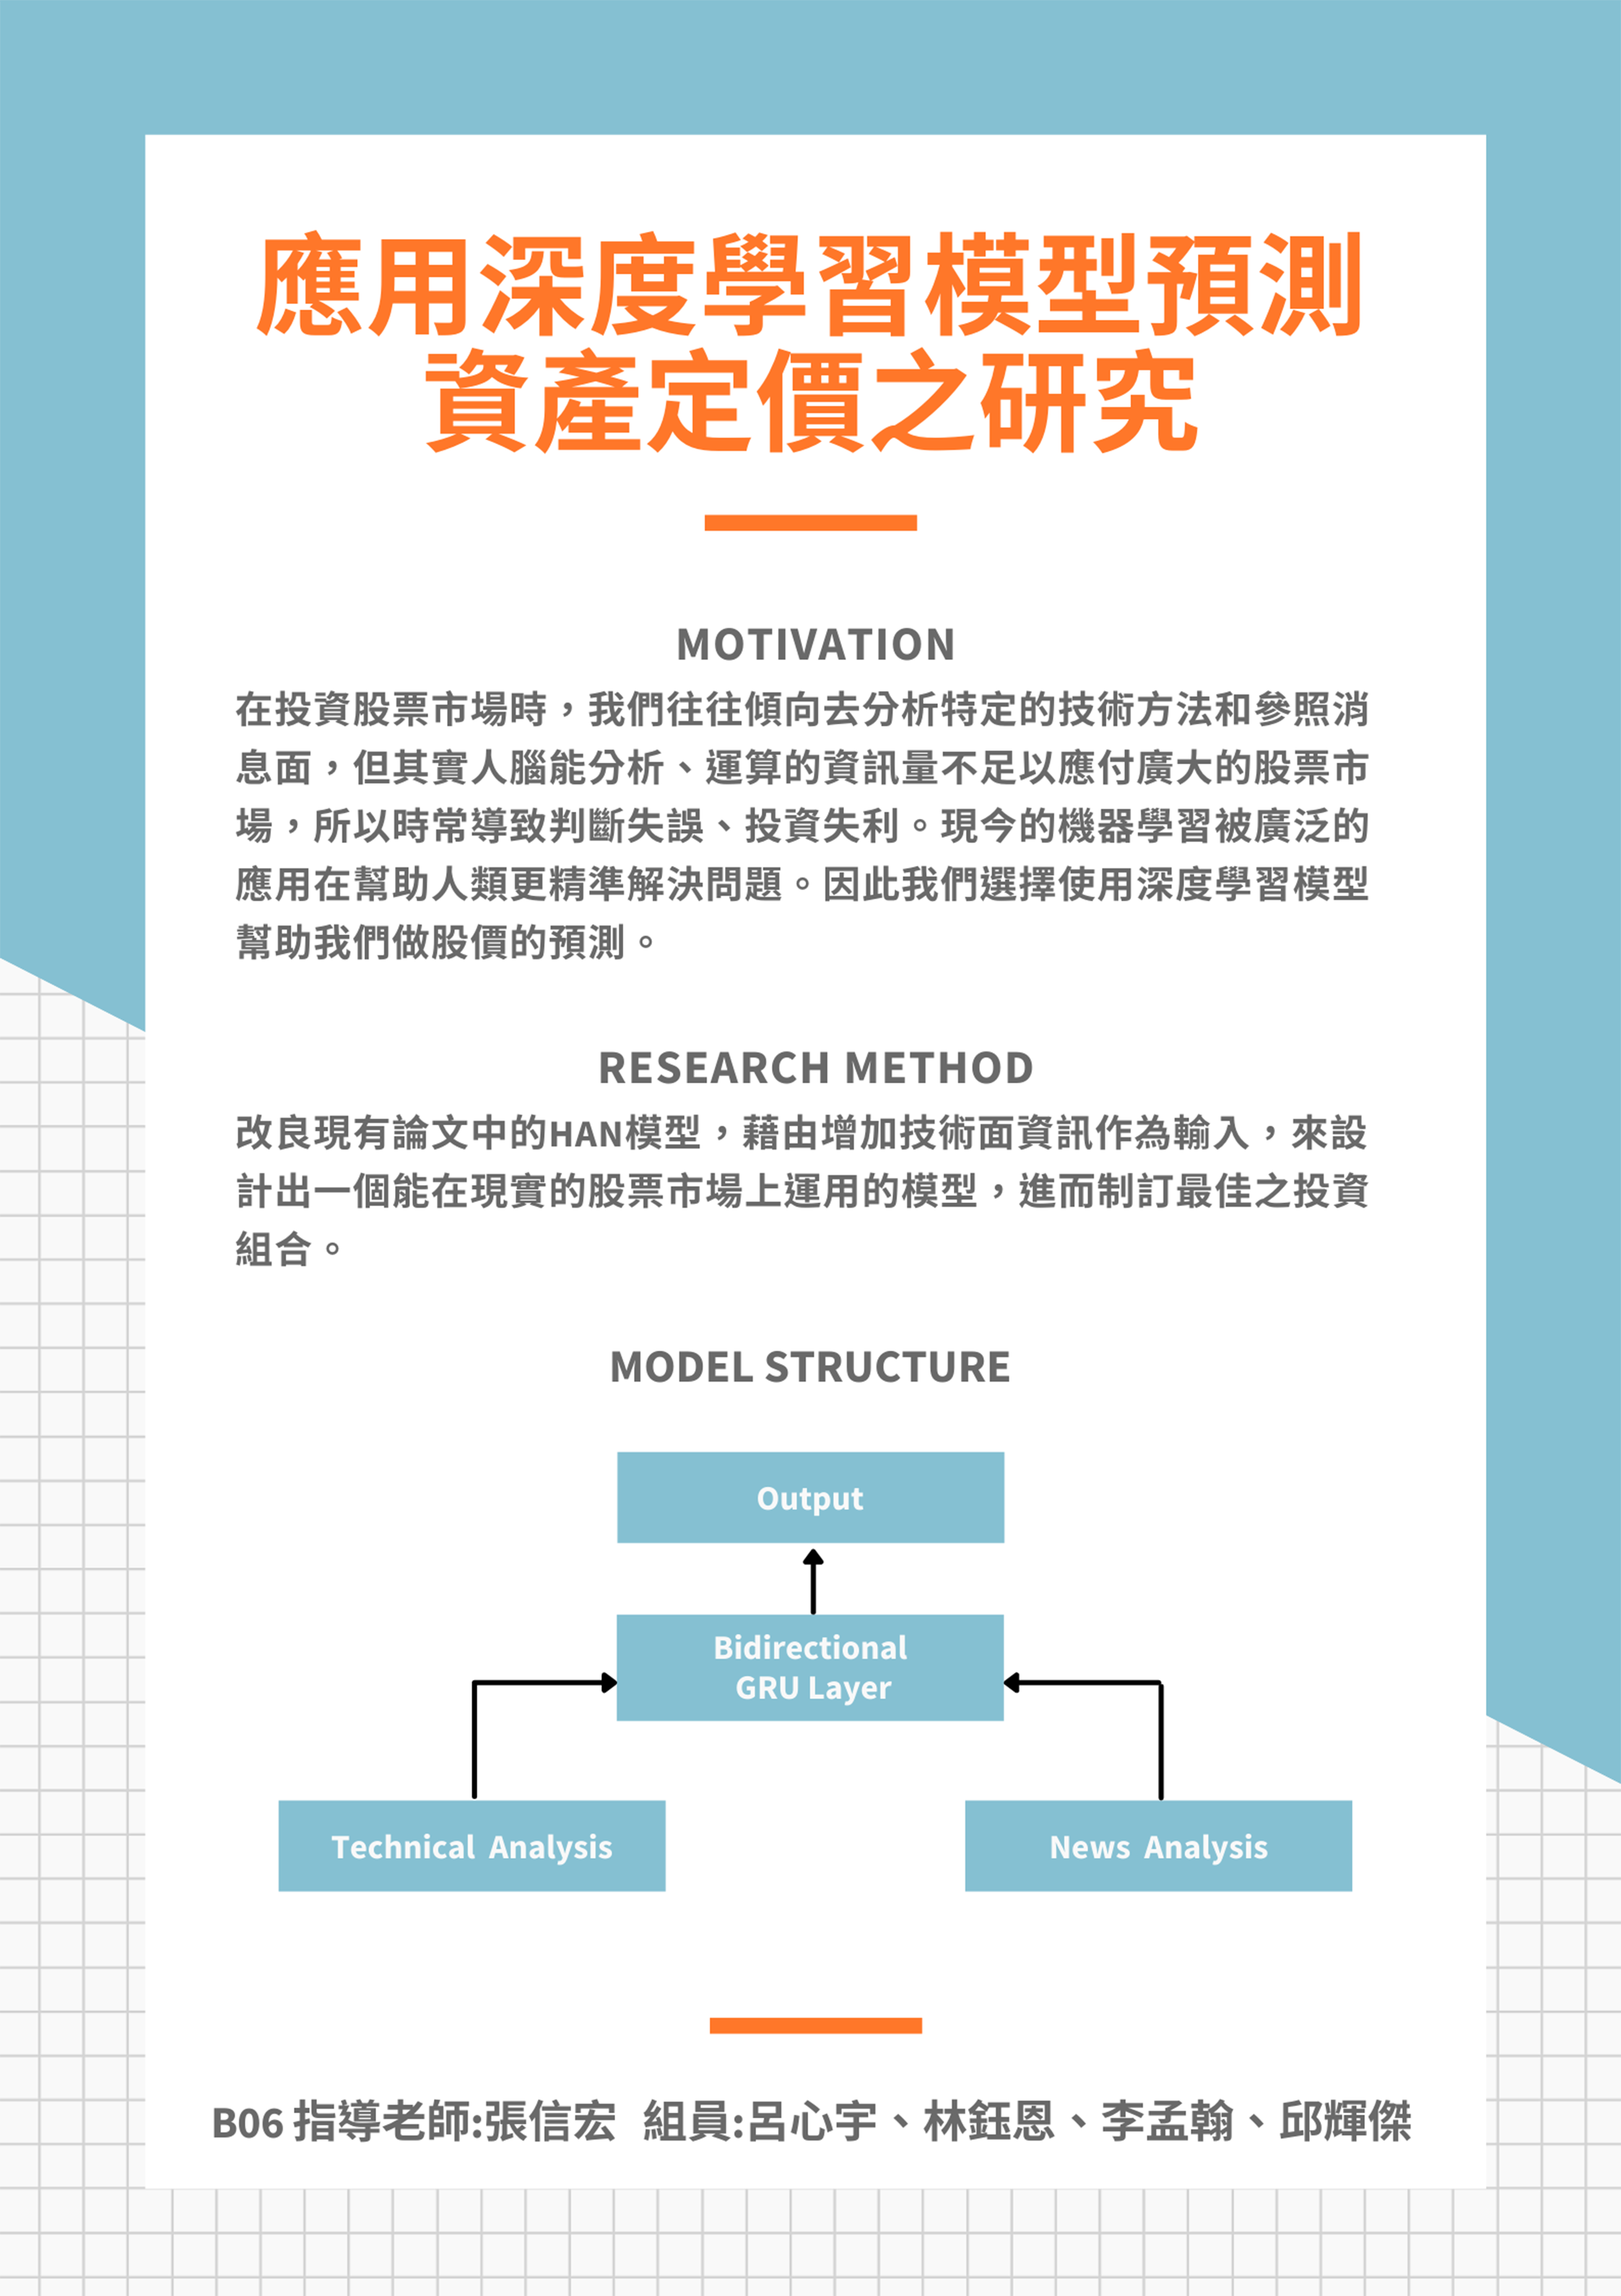 應用深度學習模型預測
資產定價之研究
MOTIVATION
在投資股票市場時，我們往往傾向去分析特定的技術方法和參照消
息面，但其實人腦能分析、運算的資訊量不足以應付廣大的股票市
場，所以時常導致判斷失誤、投資失利。現今的機器學習被廣泛的
應用在幫助人類更精準解決問題。因此我們選擇使用深度學習模型
幫助我們做股價的預測。
RESEARCH METHOD
改良現有論文中的HAN模型，藉由增加技術面資訊作為輸入，來設
計出一個能在現實的股票市場上運用的模型，進而制訂最佳之投資
組合。
MODEL STRUCTURE
Output
Bidirectional
GRU Layer
Technical Analysis
News Analysis
B06 指導老師:張信宏 組員:呂心宇、林鈺恩、李孟翰、邱輝傑